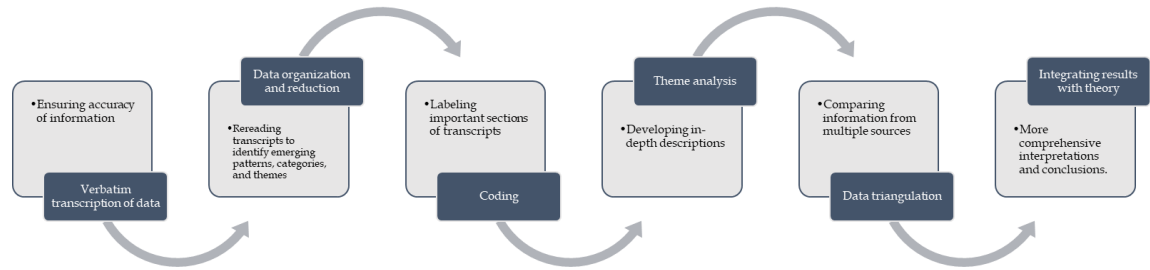 •Ensuring accuracy
of information
Verbatim
transcription of data
Data organization
and reduction
•Rereading
transcripts to
identify emerging
patterns, categories,
and themes
•Labeling
important sections
of transcripts
Coding
Theme analysis
•Developing in-
depth descriptions
•Comparing
information from
multiple sources
Data triangulation
Integrating results
with theory
•More
comprehensive
interpretations
and conclusions.